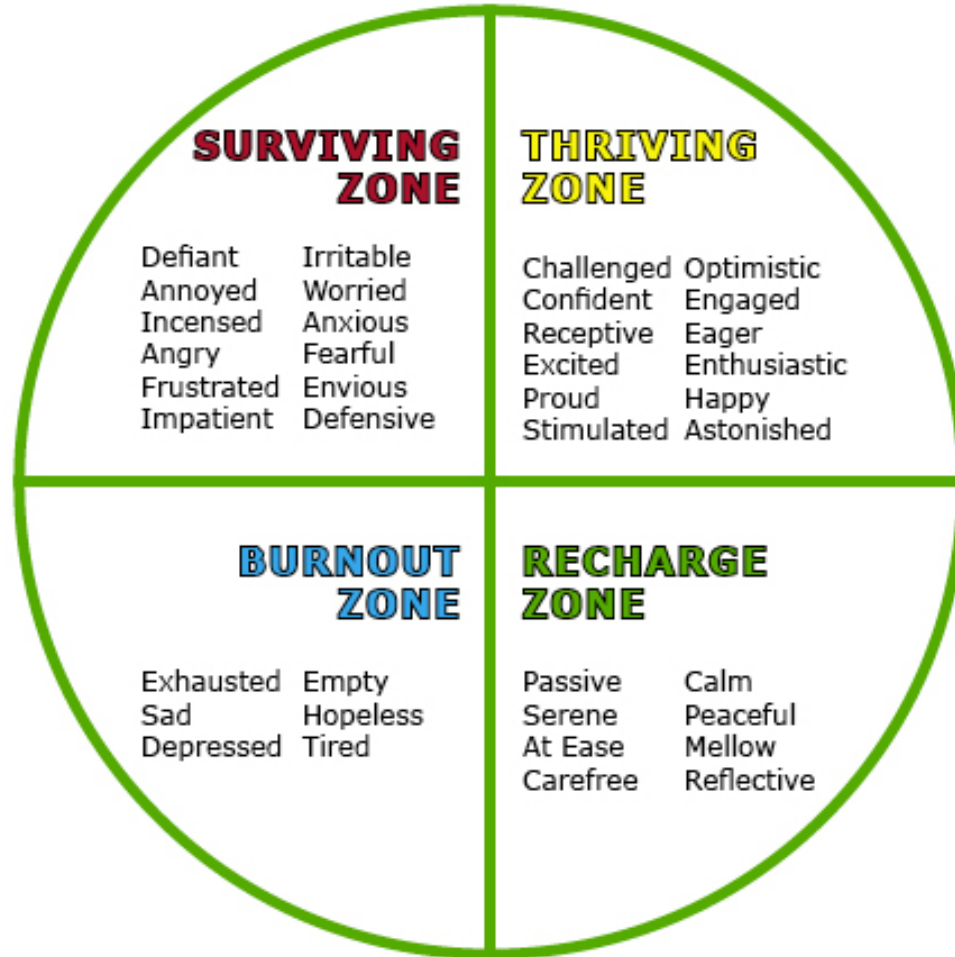 SURVIVING
ZONE
Defiant Irritable
Annoyed Worried
Incensed Anxious
Angry Fearful
Frustrated Envious
Impatient Defensive
THRIVING
ZONE
Challenged Optimistic
Confident Engaged
Receptive Eager
Excited Enthusiastic
Proud Happy
Stimulated Astonished
BURNOUT
ZONE
Exhausted Empty
Sad Hopeless
Depressed Tired
RECHARGE
ZONE
Passive Calm
Serene Peaceful
At Ease Mellow
Carefree Reflective